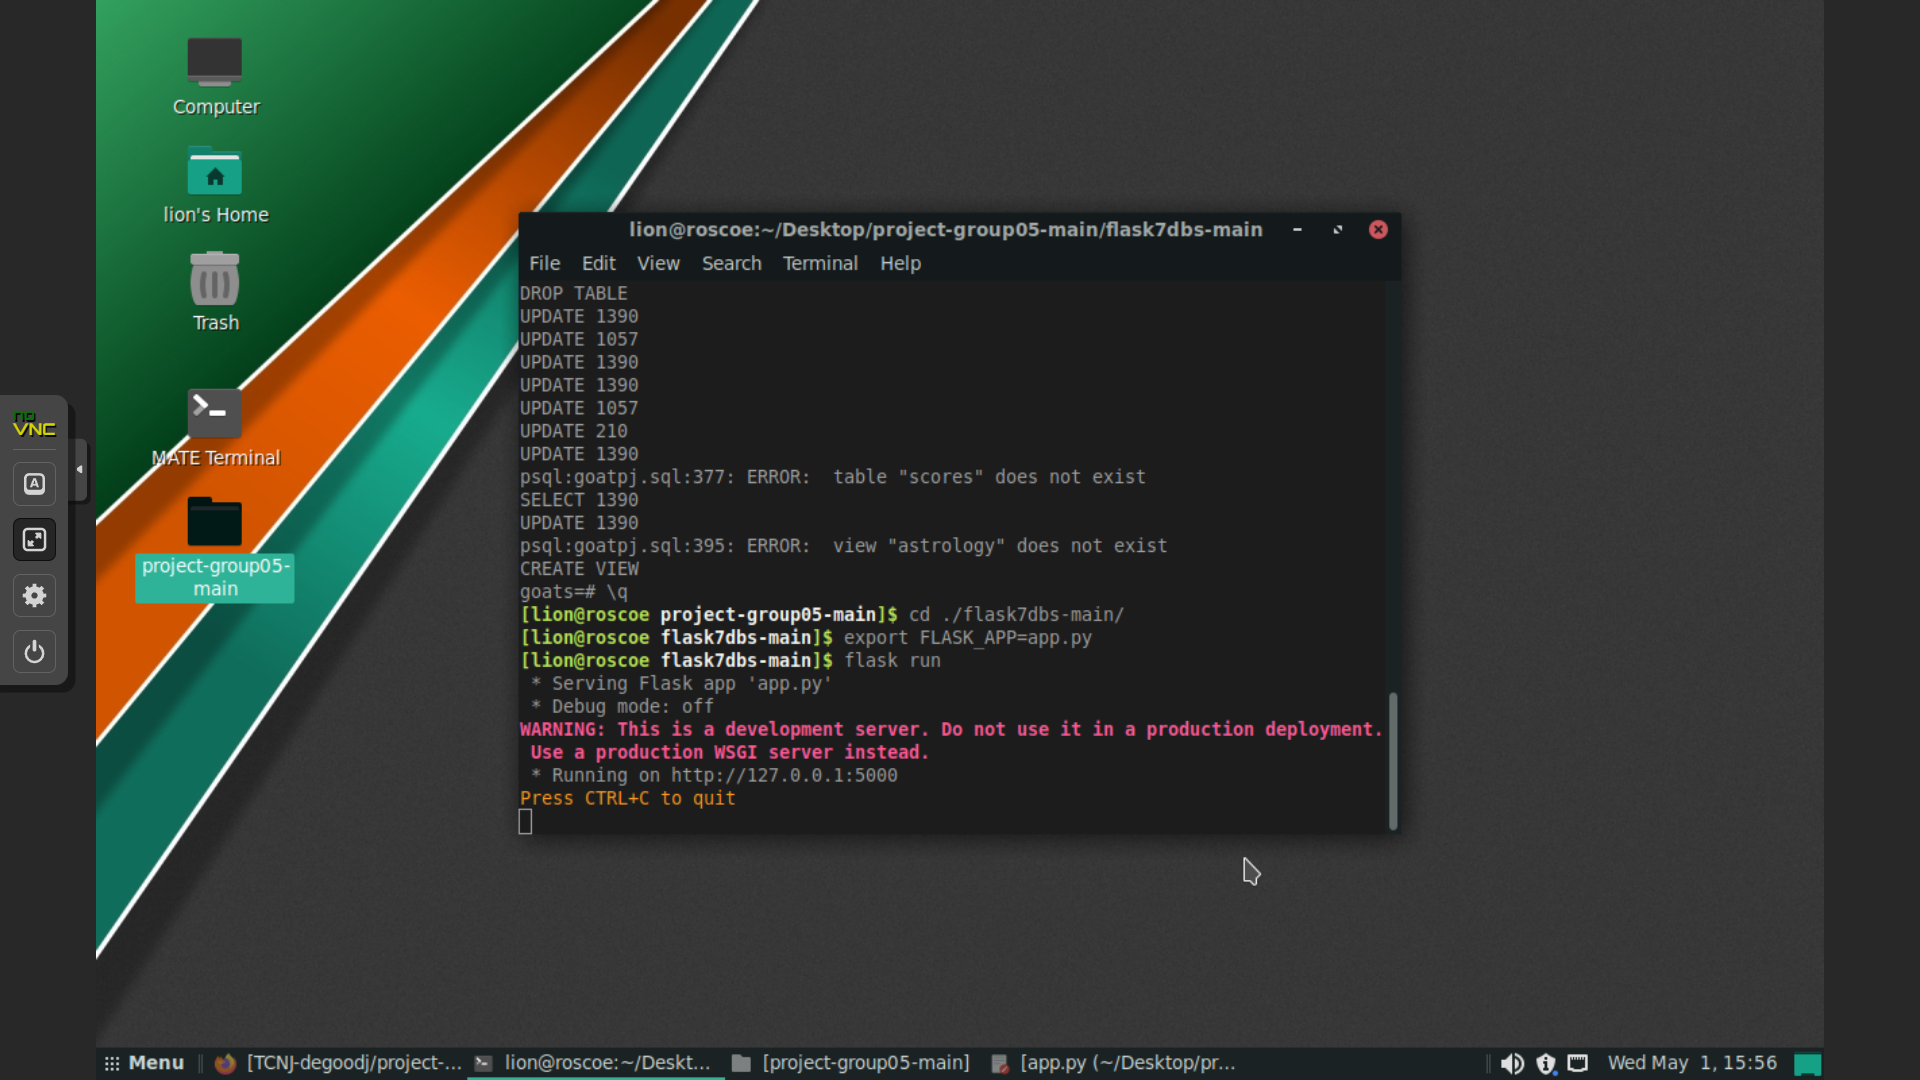 Computer
lion's Home
Trash
MATE Terminal
project-group05-
main
no
VNC
A
lion@roscoe:~/Desktop/project-group05-main/flask7dbs-main
File Edit View Search Terminal Help
DROP TABLE
UPDATE 1390
UPDATE 1057
UPDATE 1390
UPDATE 1390
UPDATE 1057
UPDATE 210
UPDATE 1390
psql:goatpj.sql:377: ERROR:  table "scores" does not exist
SELECT 1390
UPDATE 1390
psql:goatpj.sql:395: ERROR:  view "astrology" does not exist
CREATE VIEW
goats=# \q
[lion@roscoe project-group05-main]$ cd ./flask7dbs-main/
[lion@roscoe flask7dbs-main]$ export FLASK_APP=app.py
[lion@roscoe flask7dbs-main]$ flask run
 * Serving Flask app 'app.py'
 * Debug mode: off
WARNING: This is a development server. Do not use it in a production deployment.
 Use a production WSGI server instead.
 * Running on http://127.0.0.1:5000
Press CTRL+C to quit
Menu [TCNJ-degoodj/project-... lion@roscoe:~/Deskt... [project-group05-main] [app.py (~/Desktop/pr... Wed May  1, 15:56